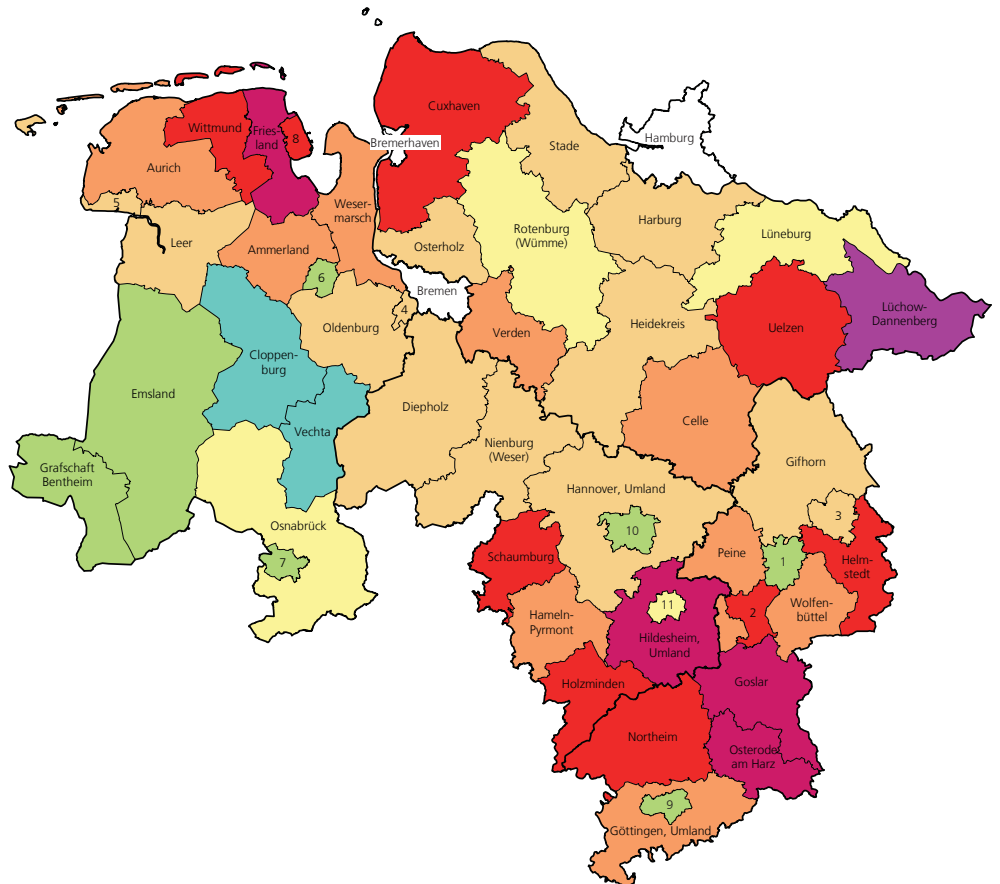 Cuxhaven
Wittmund
Fries-
land
8
Bremerhaven
Hamburg
Stade
Aurich
5
Weser-
marsch
Harburg
Rotenburg
(Wümme)
Lüneburg
Leer
Ammerland
Osterholz
6
Bremen
4
Oldenburg
Verden
Heidekreis
Uelzen
Lüchow-
Dannenberg
Cloppen-
burg
Emsland
Diepholz
Celle
Vechta
Nienburg
(Weser)
Gifhorn
Grafschaft
Bentheim
Hannover, Umland
Osnabrück
10
3
7
Schaumburg
Peine
1
Helm-
stedt
11
2
Wolfen-
büttel
Hameln-
Pyrmont
Hildesheim,
Umland
Holzminden
Goslar
Northeim
Osterode
am Harz
9
Göttingen, Umland